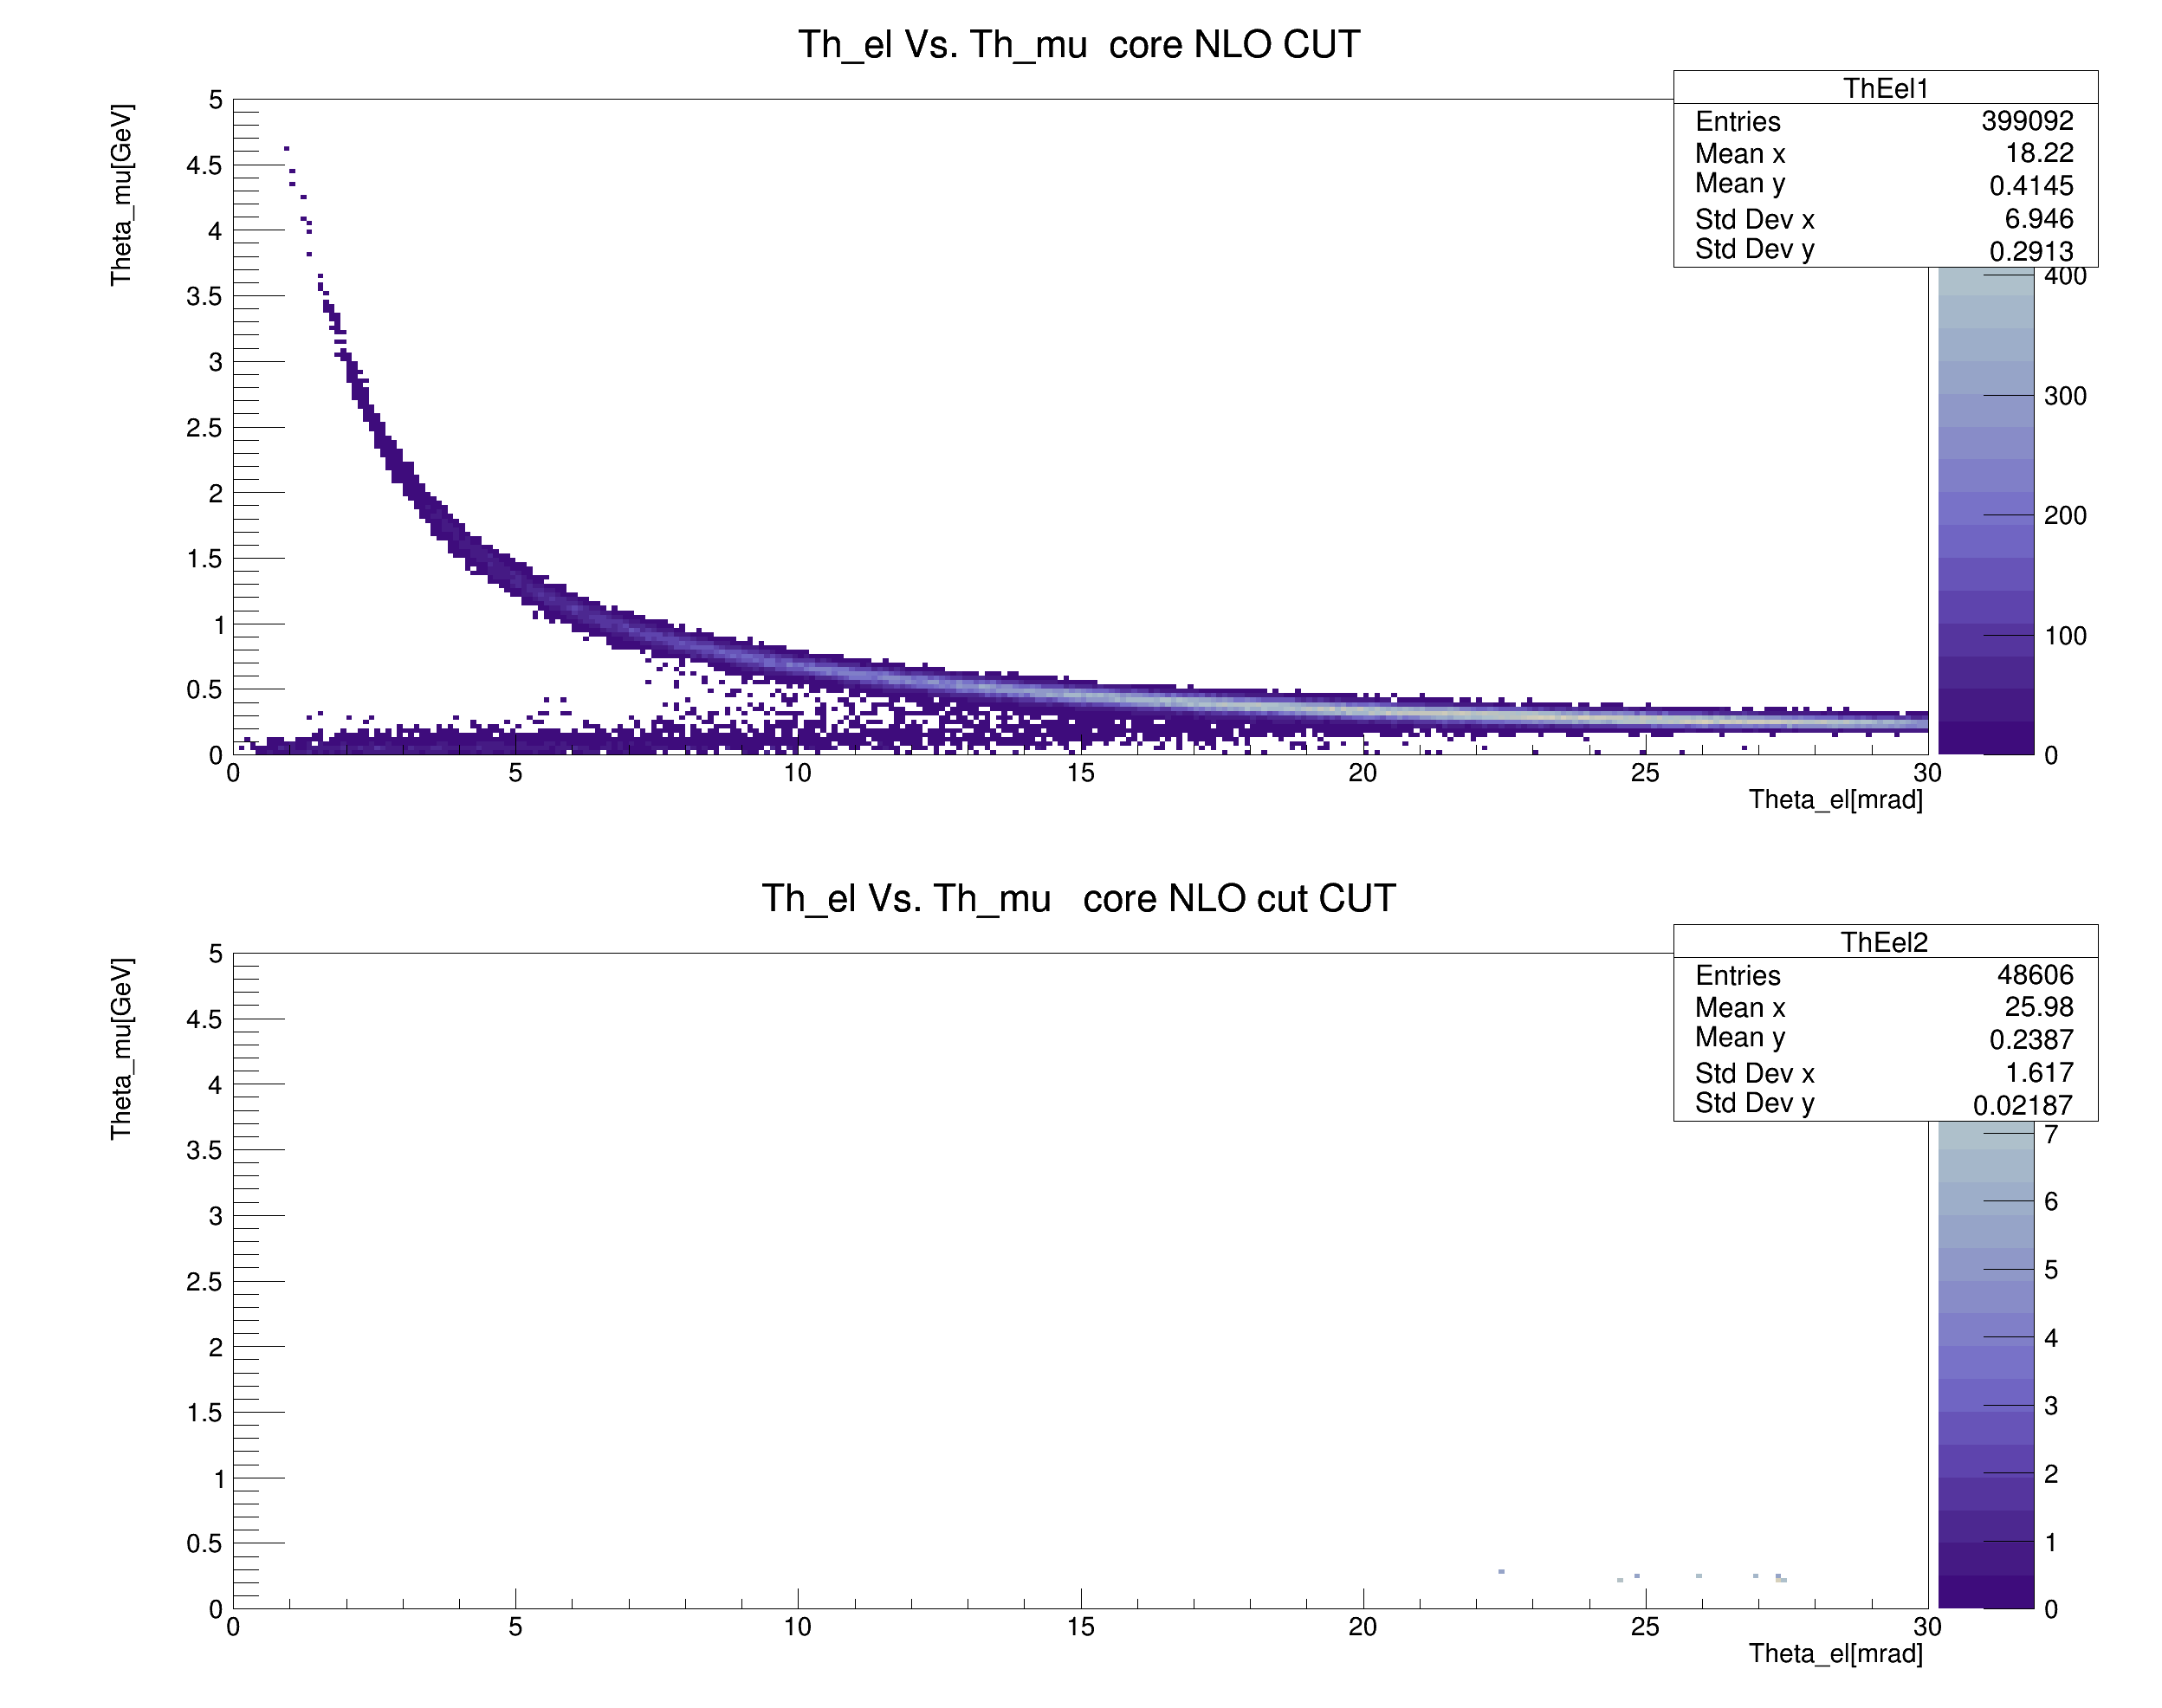 Th_el Vs. Th_mu  core NLO CUT
ThEel1
Entries 399092
Mean x 18.22
Mean y 0.4145
Std Dev x 6.946
Std Dev y 0.2913
Theta_mu[GeV]
5
4.5
4
3.5
3
2.5
2
1.5
1
0.5
0
0 5 10 15 20 25 30
Theta_el[mrad]
400
300
200
100
0
Th_el Vs. Th_mu   core NLO cut CUT
ThEel2
Entries 48606
Mean x 25.98
Mean y 0.2387
Std Dev x 1.617
Std Dev y 0.02187
Theta_mu[GeV]
5
4.5
4
3.5
3
2.5
2
1.5
1
0.5
0
0 5 10 15 20 25 30
Theta_el[mrad]
7
6
5
4
3
2
1
0